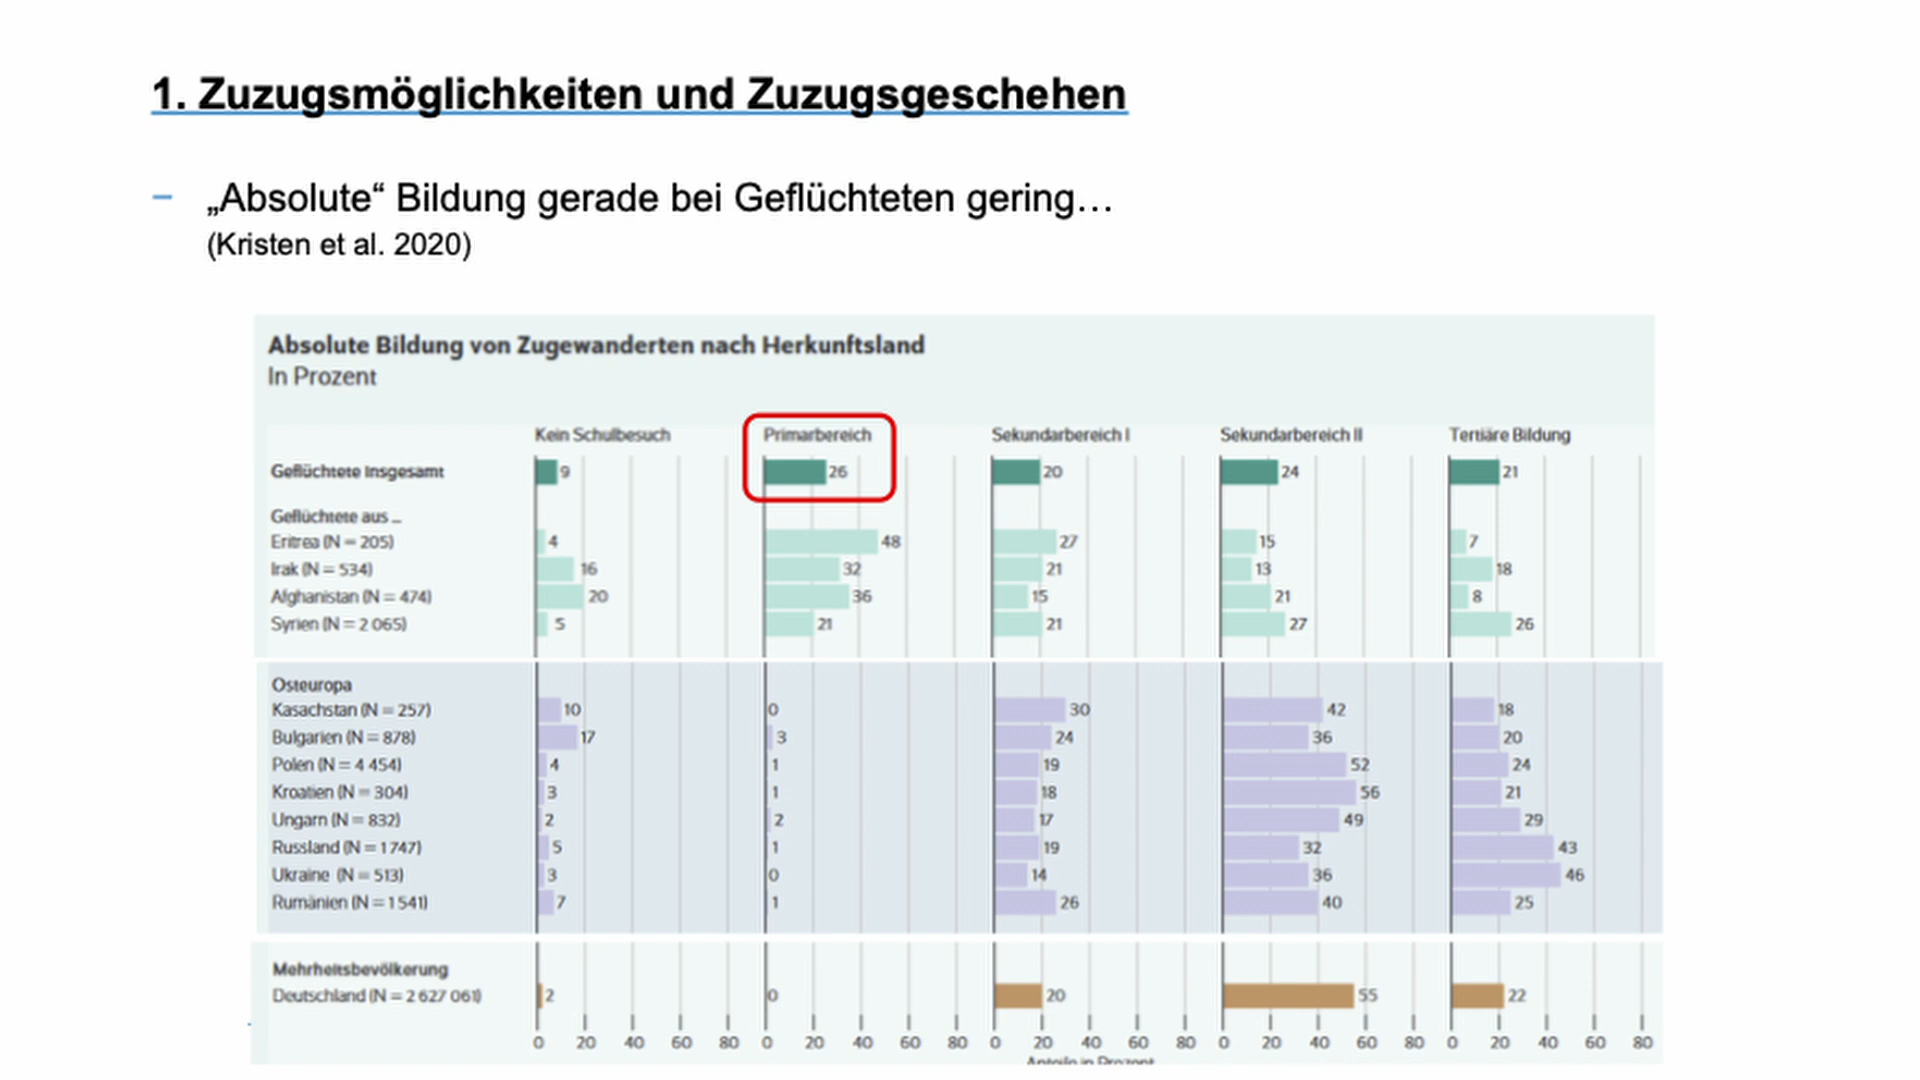 1. Zuzugsmöglichkeiten und Zuzugsgeschehen
– „Absolute“ Bildung gerade bei Geflüchteten gering…
(Kristen et al. 2020)
Absolute Bildung von Zugewanderten nach Herkunftsland
In Prozent
Kein Schulbesuch Primarbereich Sekundarbereich I Sekundarbereich II Tertiäre Bildung
Geflüchtete insgesamt 9 26 20 24 21
Geflüchtete aus ...
Eritrea (N = 205) 4 48 27 15 7
Irak (N = 534) 16 32 21 13 18
Afghanistan (N = 474) 20 36 15 21 8
Syrien (N = 2 065) 5 21 21 27 26
Osteuropa
Kasachstan (N = 257) 10 0 30 42 18
Bulgarien (N = 878) 17 3 24 36 20
Polen (N = 4 454) 4 1 19 52 24
Kroatien (N = 304) 3 1 18 56 21
Ungarn (N = 832) 2 2 17 49 29
Russland (N = 1 747) 5 1 19 32 43
Ukraine (N = 513) 3 0 14 36 46
Rumänien (N = 1 541) 7 1 26 40 25
Mehrheitsbevölkerung
Deutschland (N = 2 627 061) 2 0 20 55 22
0 20 40 60 80 0 20 40 60 80 0 20 40 60 80 0 20 40 60 80 0 20 40 60 80
Anteile in Prozent